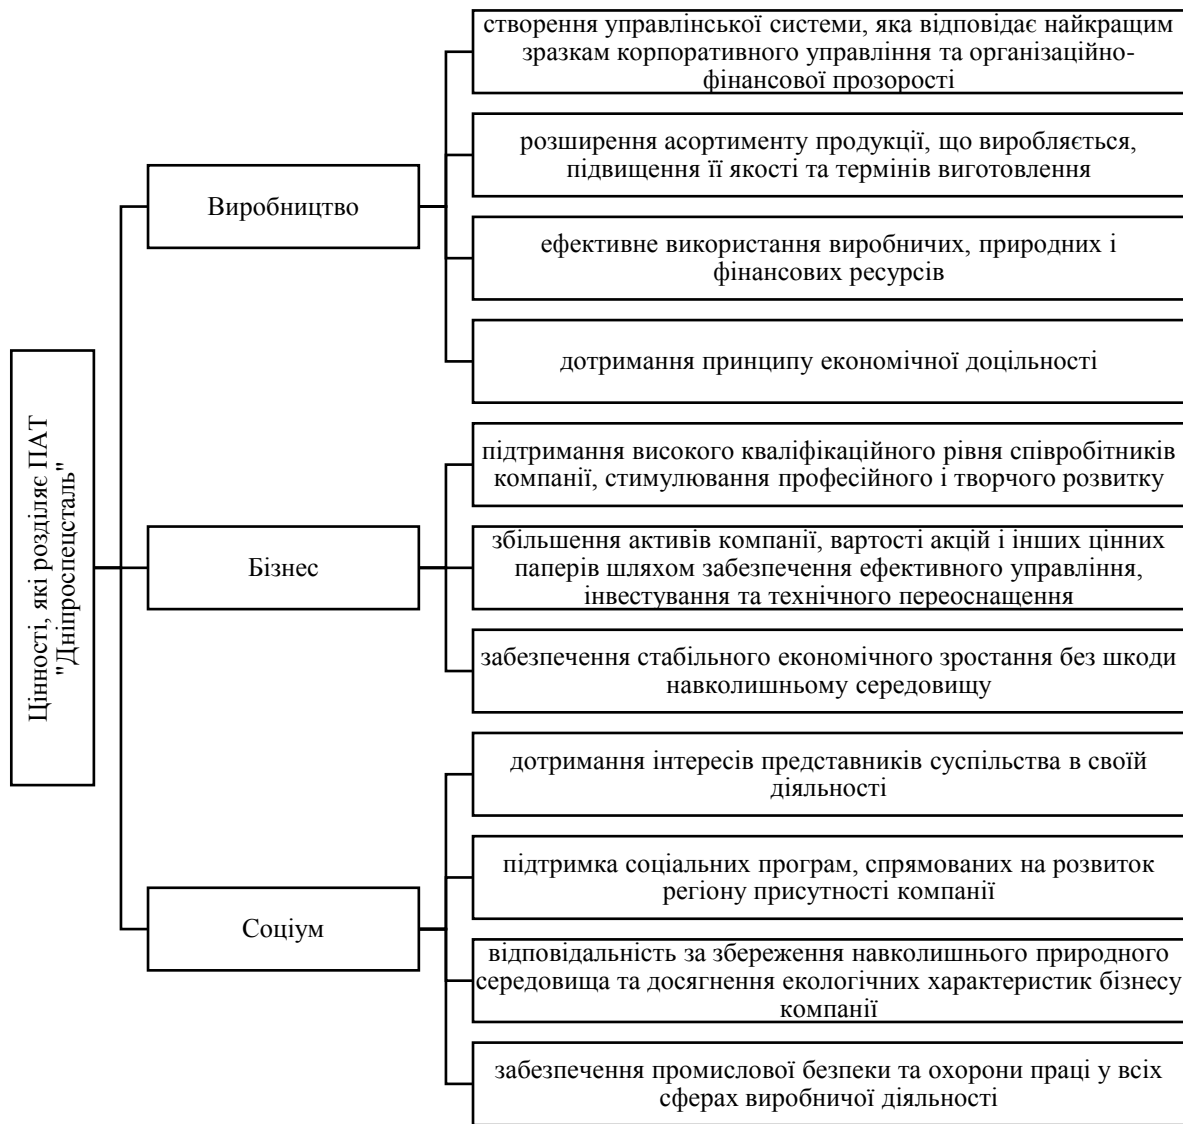 Цінності, які розділяє ПАТ
"Дніпроспецсталь"
Виробництво
створення управлінської системи, яка відповідає найкращим
зразкам корпоративного управління та організаційно-
фінансової прозорості
розширення асортименту продукції, що виробляється,
підвищення її якості та термінів виготовлення
ефективне використання виробничих, природних і
фінансових ресурсів
дотримання принципу економічної доцільності
Бізнес
підтримання високого кваліфікаційного рівня співробітників
компанії, стимулювання професійного і творчого розвитку
збільшення активів компанії, вартості акцій і інших цінних
паперів шляхом забезпечення ефективного управління,
інвестування та технічного переоснащення
забезпечення стабільного економічного зростання без шкоди
навколишньому середовищу
Соціум
дотримання інтересів представників суспільства в своїй
діяльності
підтримка соціальних програм, спрямованих на розвиток
регіону присутності компанії
відповідальність за збереження навколишнього природного
середовища та досягнення екологічних характеристик бізнесу
компанії
забезпечення промислової безпеки та охорони праці у всіх
сферах виробничої діяльності